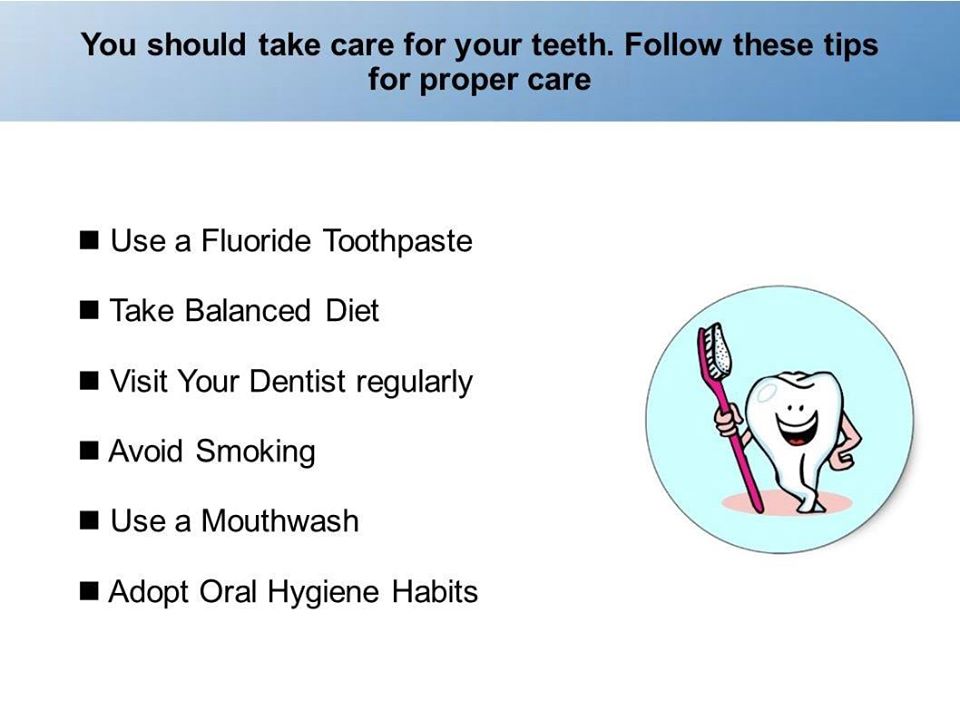 You should take care for your teeth. Follow these tips
for proper care
■ Use a Fluoride Toothpaste
■ Take Balanced Diet
■ Visit Your Dentist regularly
■ Avoid Smoking
■ Use a Mouthwash
■ Adopt Oral Hygiene Habits